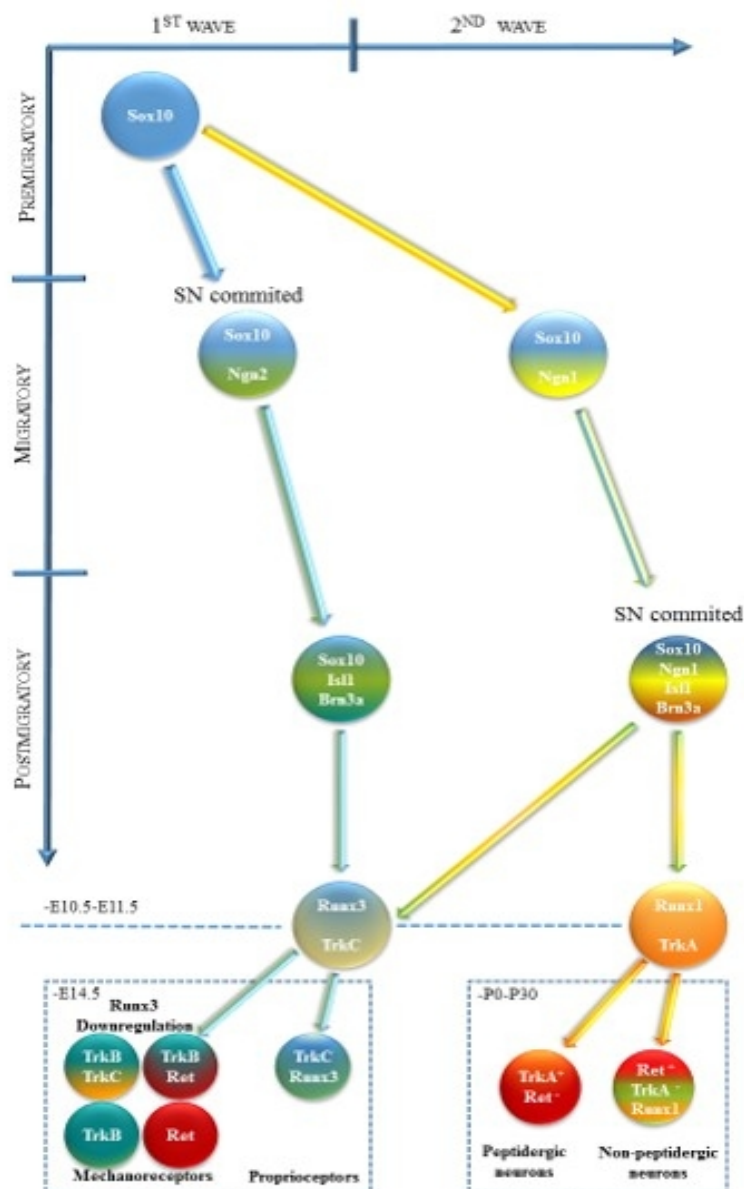 1ST WAVE
2ND WAVE
PREMIGRATORY
MIGRATORY
POSTMIGRATORY
Sox10
SN commited
Sox10
Ngn2
Sox10
Ngn1
SN commited
Sox10
Isl1
Brn3a
Sox10
Ngn1
Isl1
Brn3a
-E10.5-E11.5
Runx3
TrkC
Runx1
TrkA
-E14.5
Runx3
Downregulation
TrkB
TrkC
TrkB
Ret
TrkB
Ret
Mechanoreceptors
TrkC
Runx3
Proprioceptors
-P0-P30
TrkA+
Ret-
Peptidergic
neurons
Ret+
TrkA-
Runx1
Non-peptidergic
neurons